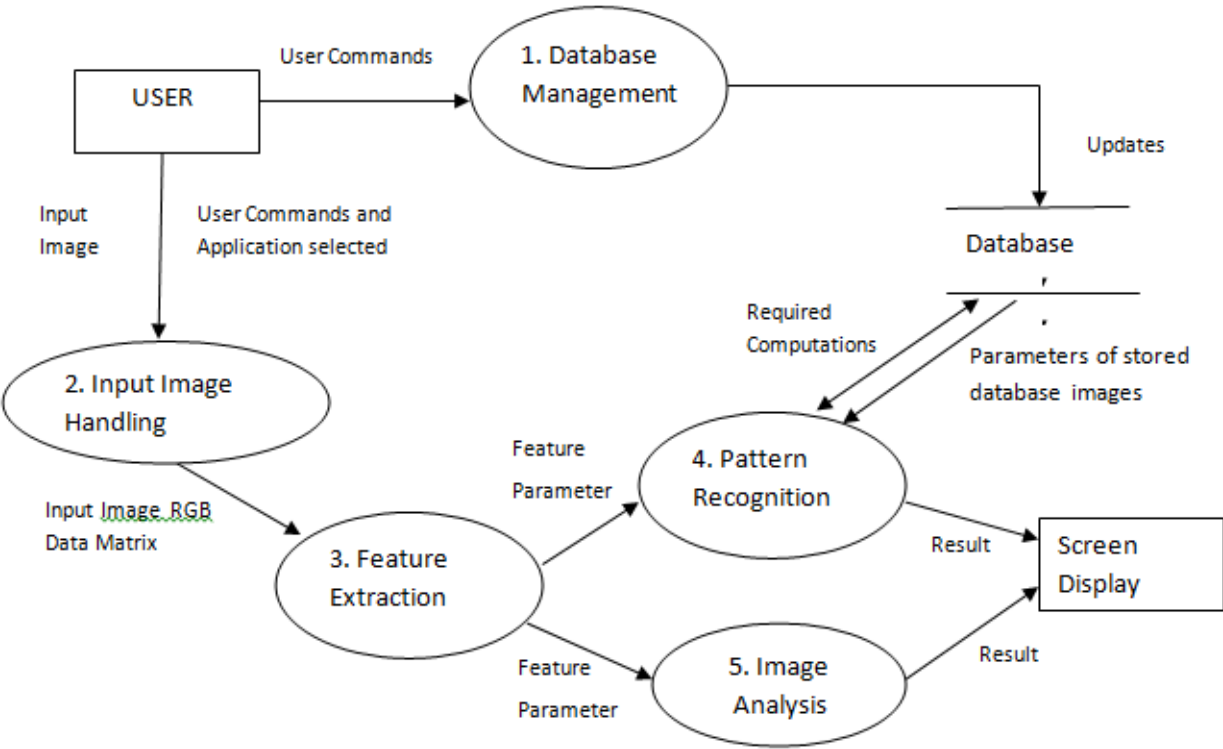 User Commands
1. Database
Management
USER
Updates
Input
Image
User Commands and
Application selected
Database
Required
Computations
Parameters of stored
database images
2. Input Image
Handling
Feature
Parameter
4. Pattern
Recognition
Input Image RGB
Data Matrix
3. Feature
Extraction
Result
Screen
Display
Feature
Parameter
5. Image
Analysis
Result